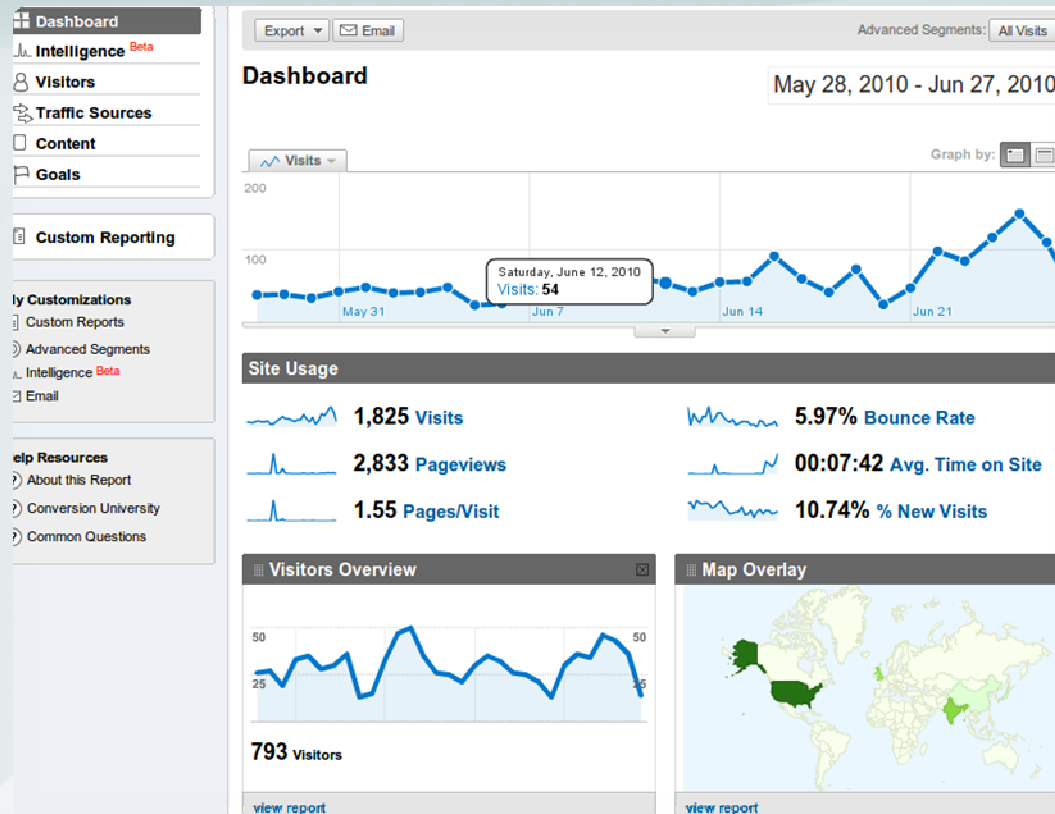 Dashboard
Intelligence Beta
Visitors
Traffic Sources
Content
Goals
Custom Reporting
ly Customizations
Custom Reports
Advanced Segments
Intelligence Beta
Email
elp Resources
About this Report
Conversion University
Common Questions
Export Email Advanced Segments: All Visits
Dashboard
May 28, 2010 - Jun 27, 2010
Visits Graph by:
200
100
Saturday, June 12, 2010
Visits: 54
May 31 Jun 7 Jun 14 Jun 21
Site Usage
1,825 Visits
2,833 Pageviews
1.55 Pages/Visit
5.97% Bounce Rate
00:07:42 Avg. Time on Site
10.74% % New Visits
Visitors Overview
50 50
25 25
793 Visitors
view report
Map Overlay
view report